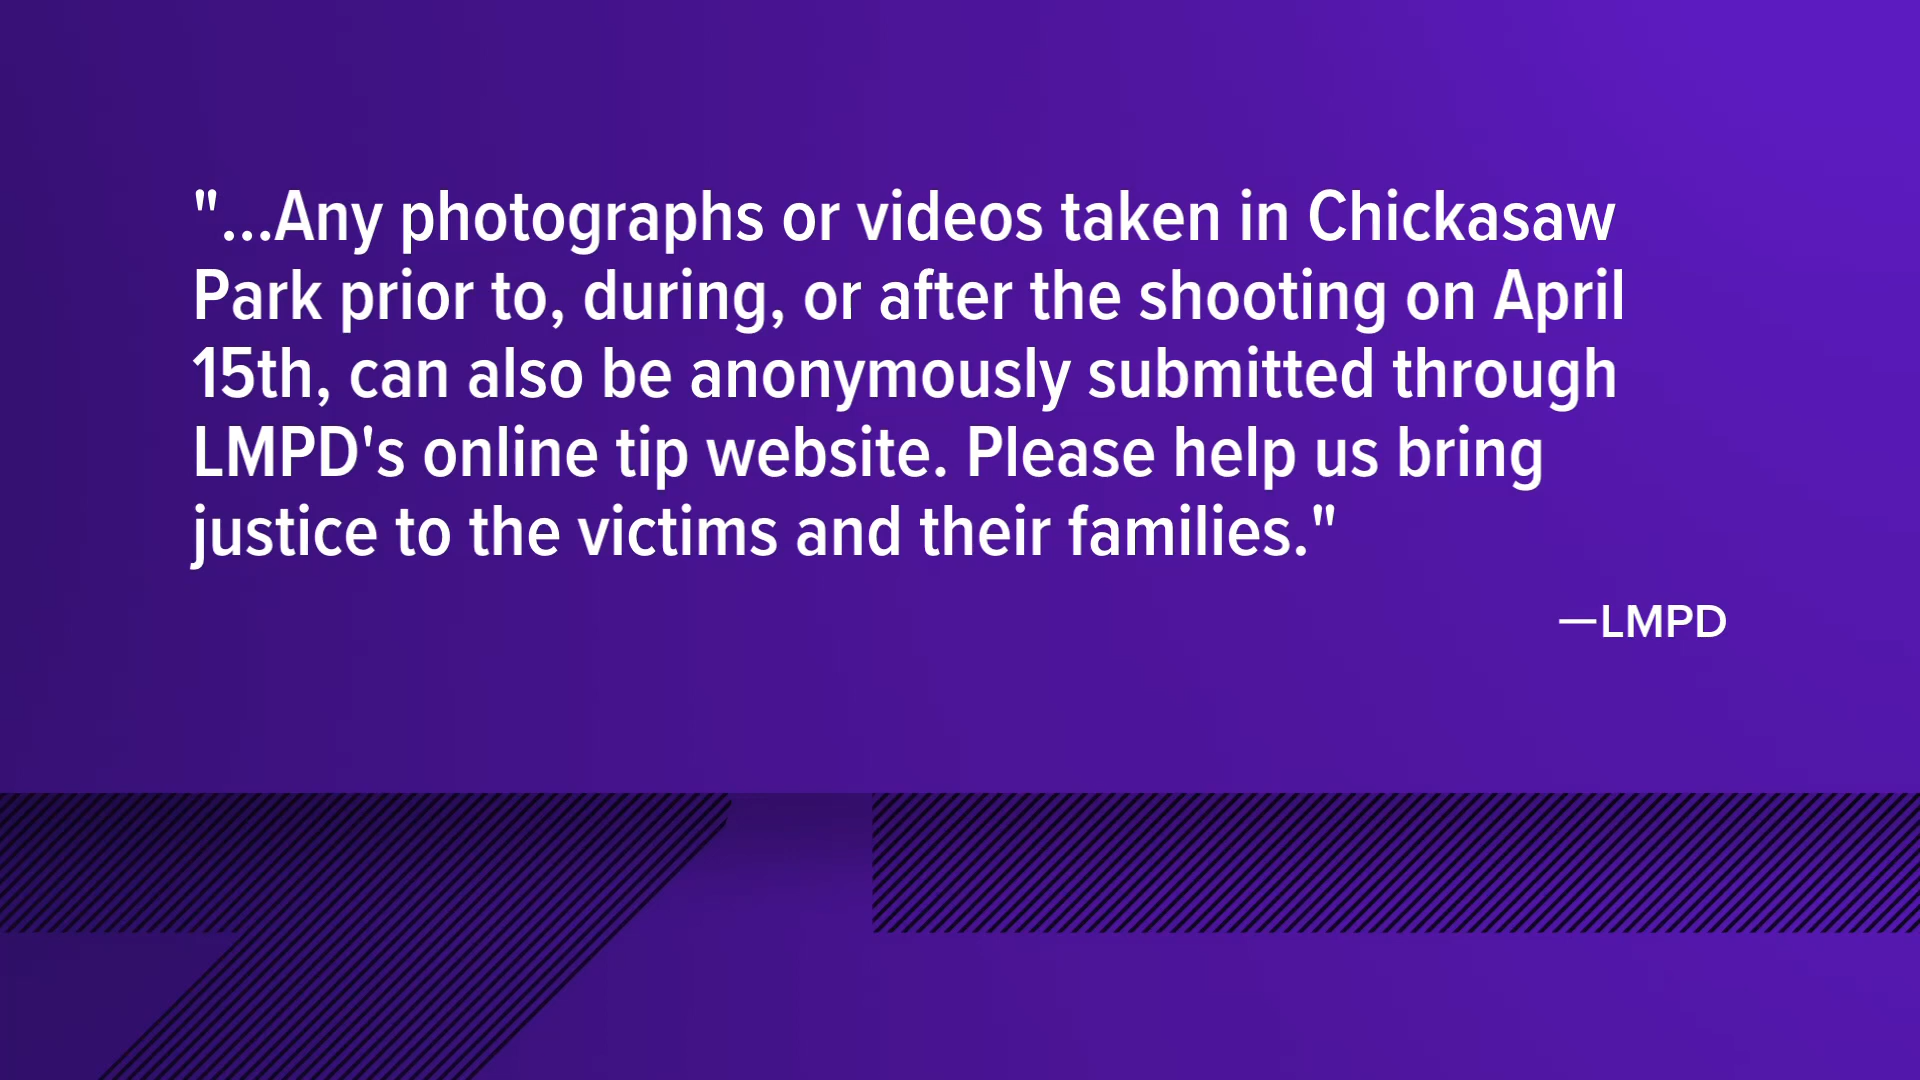 "...Any photographs or videos taken in Chickasaw
Park prior to, during, or after the shooting on April
15th, can also be anonymously submitted through
LMPD's online tip website. Please help us bring
justice to the victims and their families."
—LMPD